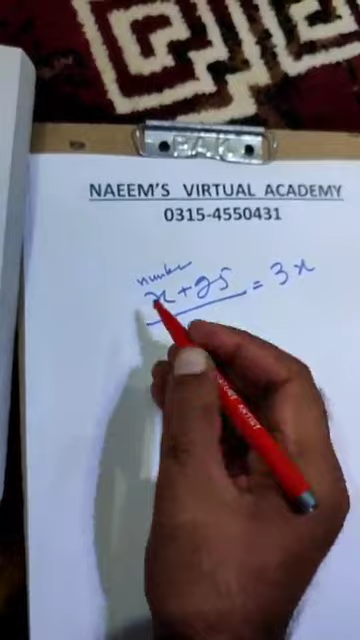 NAEEM'S VIRTUAL ACADEMY
0315-4550431
number
x + 25 = 3x